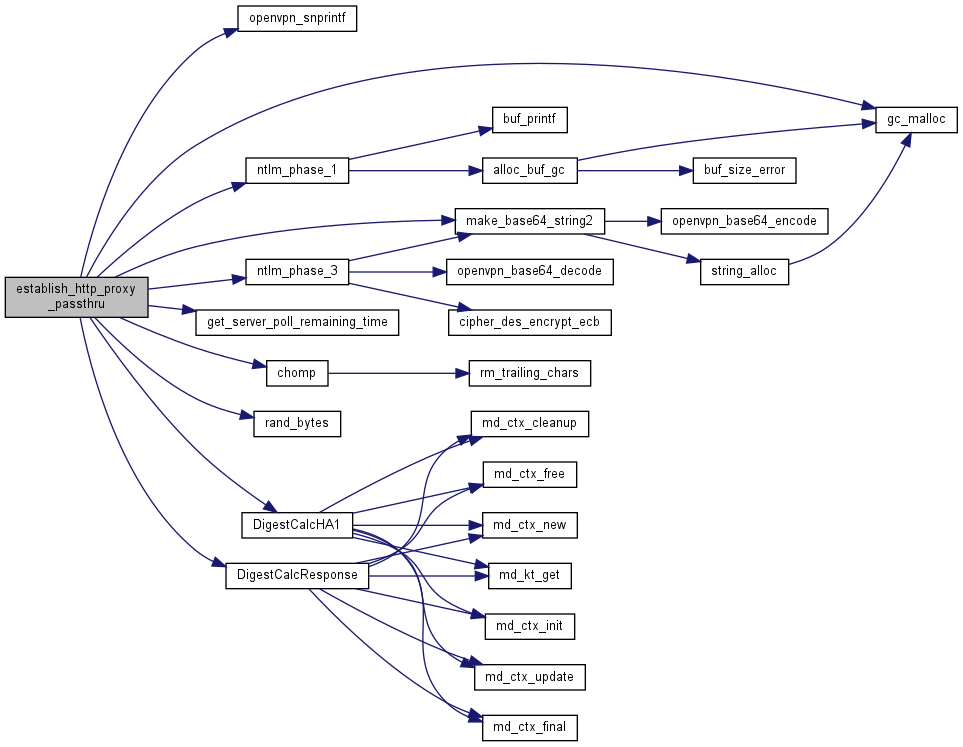 openvpn_snprintf
gc_malloc
buf_printf
ntlm_phase_1
alloc_buf_gc
buf_size_error
make_base64_string2
openvpn_base64_encode
ntlm_phase_3
openvpn_base64_decode
string_alloc
establish_http_proxy
_passthru
get_server_poll_remaining_time
cipher_des_encrypt_ecb
chomp
rm_trailing_chars
rand_bytes
md_ctx_cleanup
md_ctx_free
DigestCalcHA1
md_ctx_new
DigestCalcResponse
md_kt_get
md_ctx_init
md_ctx_update
md_ctx_final